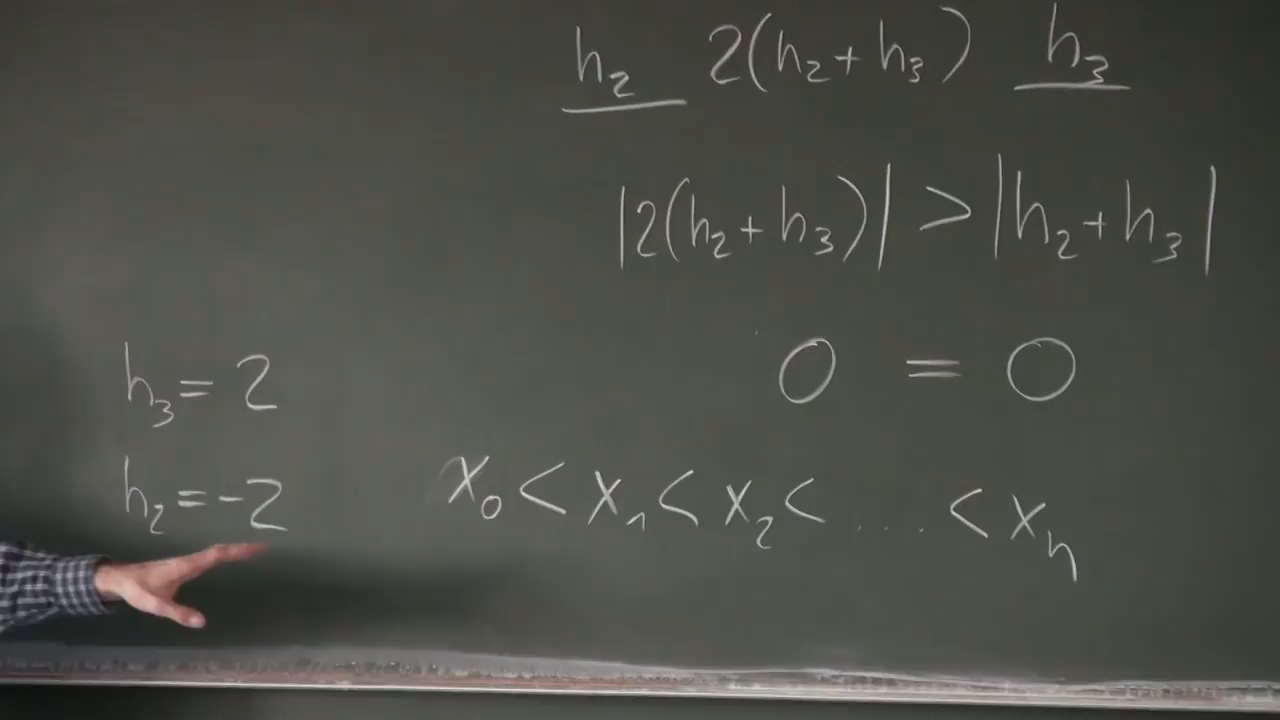 h₂ 2(h₂+h₃) h₃
|2(h₂+h₃)| > |h₂+h₃|
0 = 0
h₃ = 2
h₂ = -2
x₀ < x₁ < x₂ < .... < xₙ